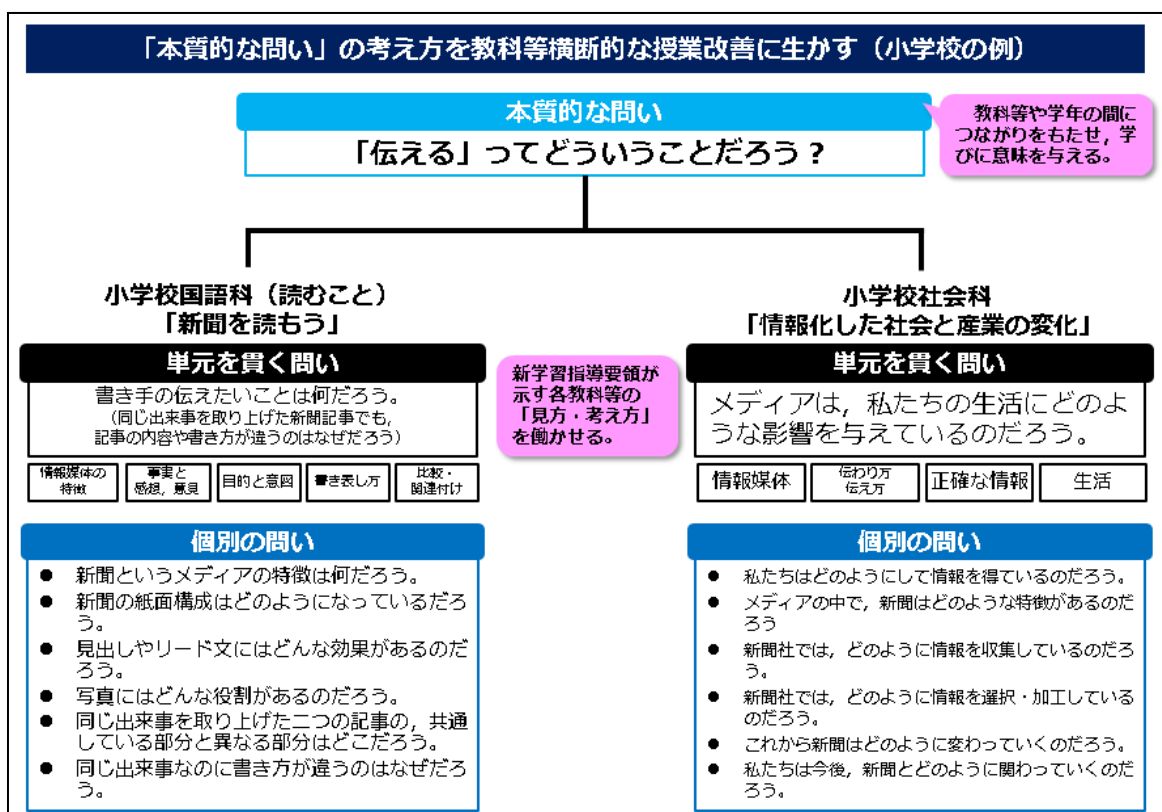 「本質的な問い」の考え方を教科等横断的な授業改善に生かす（小学校の例）
本質的な問い
「伝える」ってどういうことだろう？
教科等や学年の間に
つながりをもたせ，学
びに意味を与える。
小学校国語科（読むこと）
「新聞を読もう」
単元を貫く問い
書き手の伝えたいことは何だろう。
（同じ出来事を取り上げた新聞記事でも，
記事の内容や書き方が違うのはなぜだろう）
情報媒体の
特徴
事実と
感想，意見
目的と意図
書き表し方
比較・
関連付け
個別の問い
● 新聞というメディアの特徴は何だろう。
● 新聞の紙面構成はどのようになっているだろ
う。
● 見出しやリード文にはどんな効果があるのだ
ろう。
● 写真にはどんな役割があるのだろう。
● 同じ出来事を取り上げた二つの記事の，共通
している部分と異なる部分はどこだろう。
● 同じ出来事なのに書き方が違うのはなぜだろ
う。
新学習指導要領が
示す各教科等の
「見方・考え方」
を働かせる。
小学校社会科
「情報化した社会と産業の変化」
単元を貫く問い
メディアは，私たちの生活にどのよ
うな影響を与えているのだろう。
情報媒体
伝わり方
伝え方
正確な情報
生活
個別の問い
● 私たちはどのようにして情報を得ているのだろう。
● メディアの中で，新聞はどのような特徴があるのだ
ろう
● 新聞社では，どのように情報を収集しているのだろ
う。
● 新聞社では，どのように情報を選択・加工している
のだろう。
● これから新聞はどのように変わっていくのだろう。
● 私たちは今後，新聞とどのように関わっていくのだ
ろう。